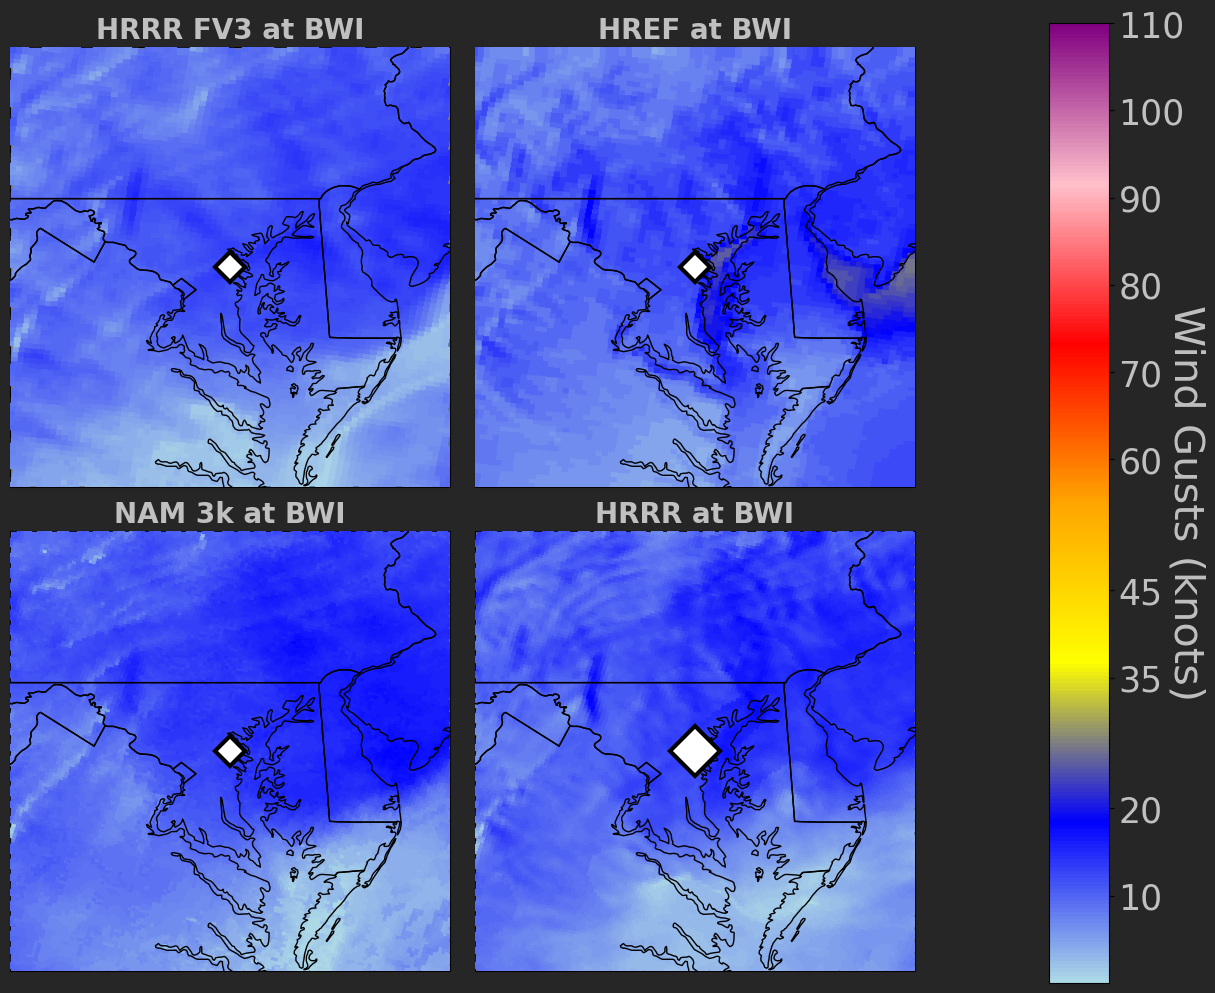 HRRR FV3 at BWI
HREF at BWI
NAM 3k at BWI
HRRR at BWI
110
100
90
80
70
60
45
35
20
10
Wind Gusts (knots)